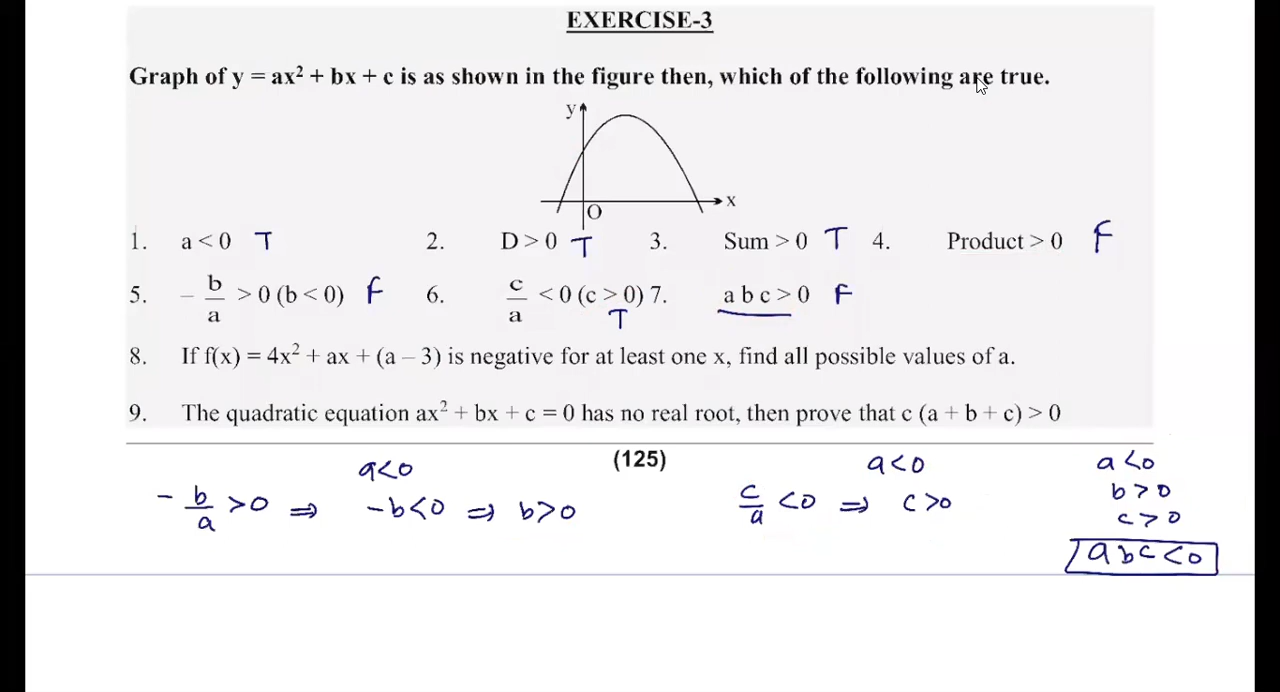 EXERCISE-3
Graph of y = ax² + bx + c is as shown in the figure then, which of the following are true.
y
x
O
1. a < 0 T 2. D > 0 T 3. Sum > 0 T 4. Product > 0 F
5. − b/a > 0 (b < 0) F 6. c/a < 0 (c > 0) T 7. a b c > 0 F
8. If f(x) = 4x² + ax + (a – 3) is negative for at least one x, find all possible values of a.
9. The quadratic equation ax² + bx + c = 0 has no real root, then prove that c (a + b + c) > 0
(125)
a<0
- b/a >0 ⇒ -b<0 ⇒ b>0
a<0
c/a <0 ⇒ c>0
a<0
b>0
c>0
abc<0